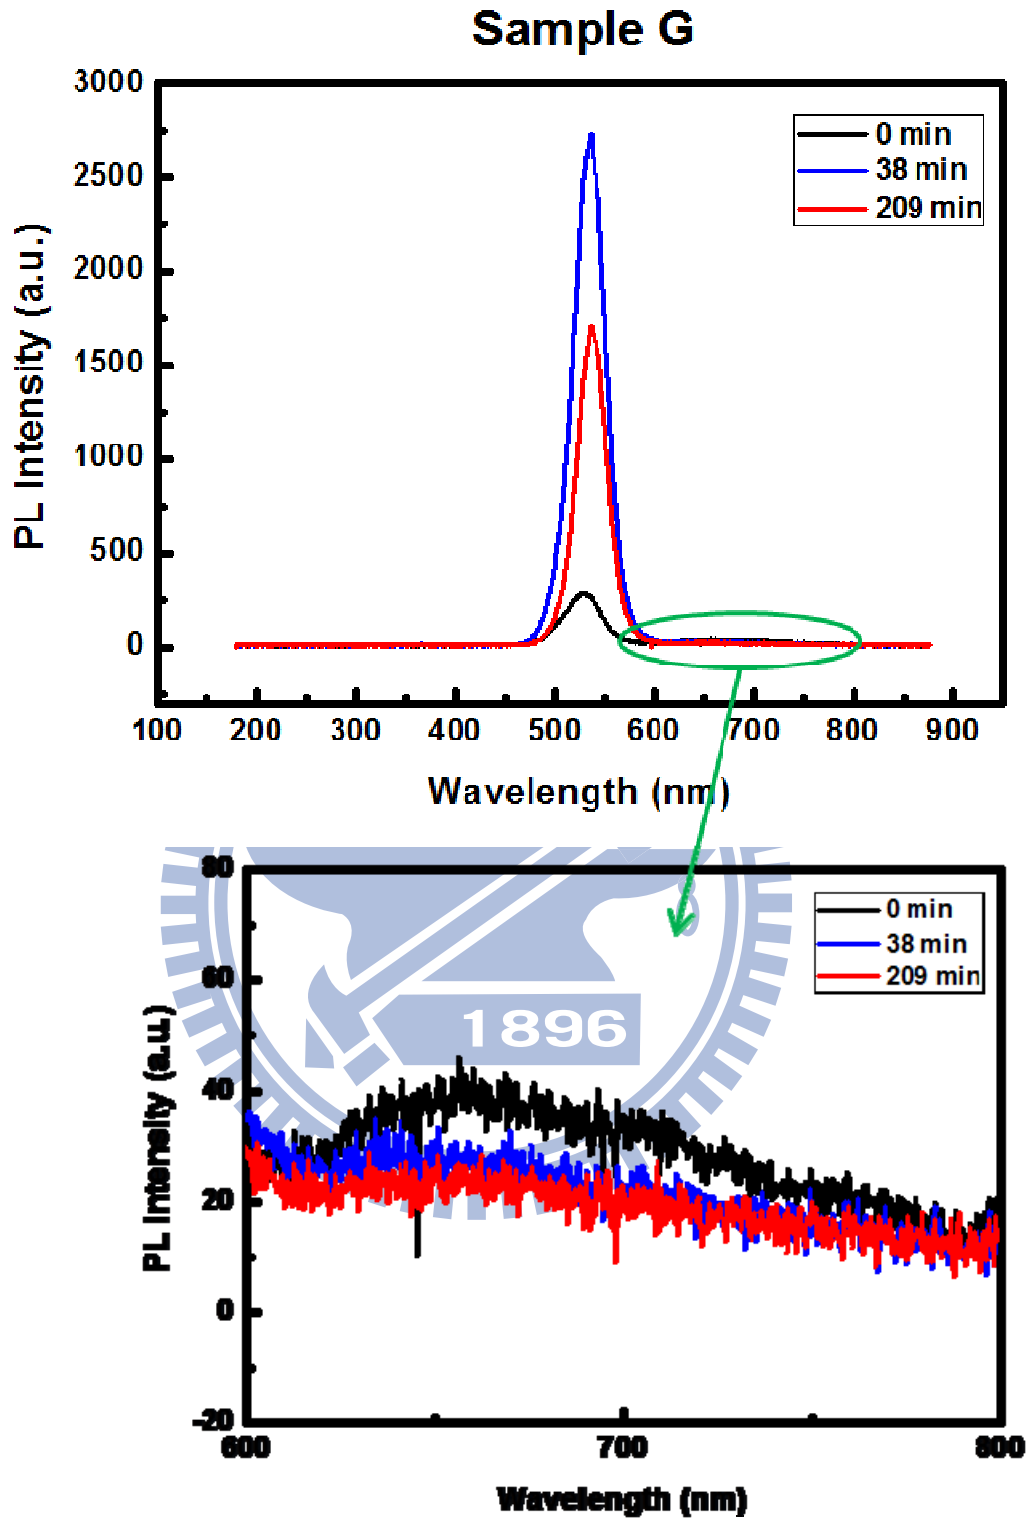 Sample G
3000
2500
2000
1500
1000
500
0
PL Intensity (a.u.)
0 min
38 min
209 min
100 200 300 400 500 600 700 800 900
Wavelength (nm)
80
60
40
20
0
-20
PL Intensity (a.u.)
0 min
38 min
209 min
1896
600 700 800
Wavelength (nm)